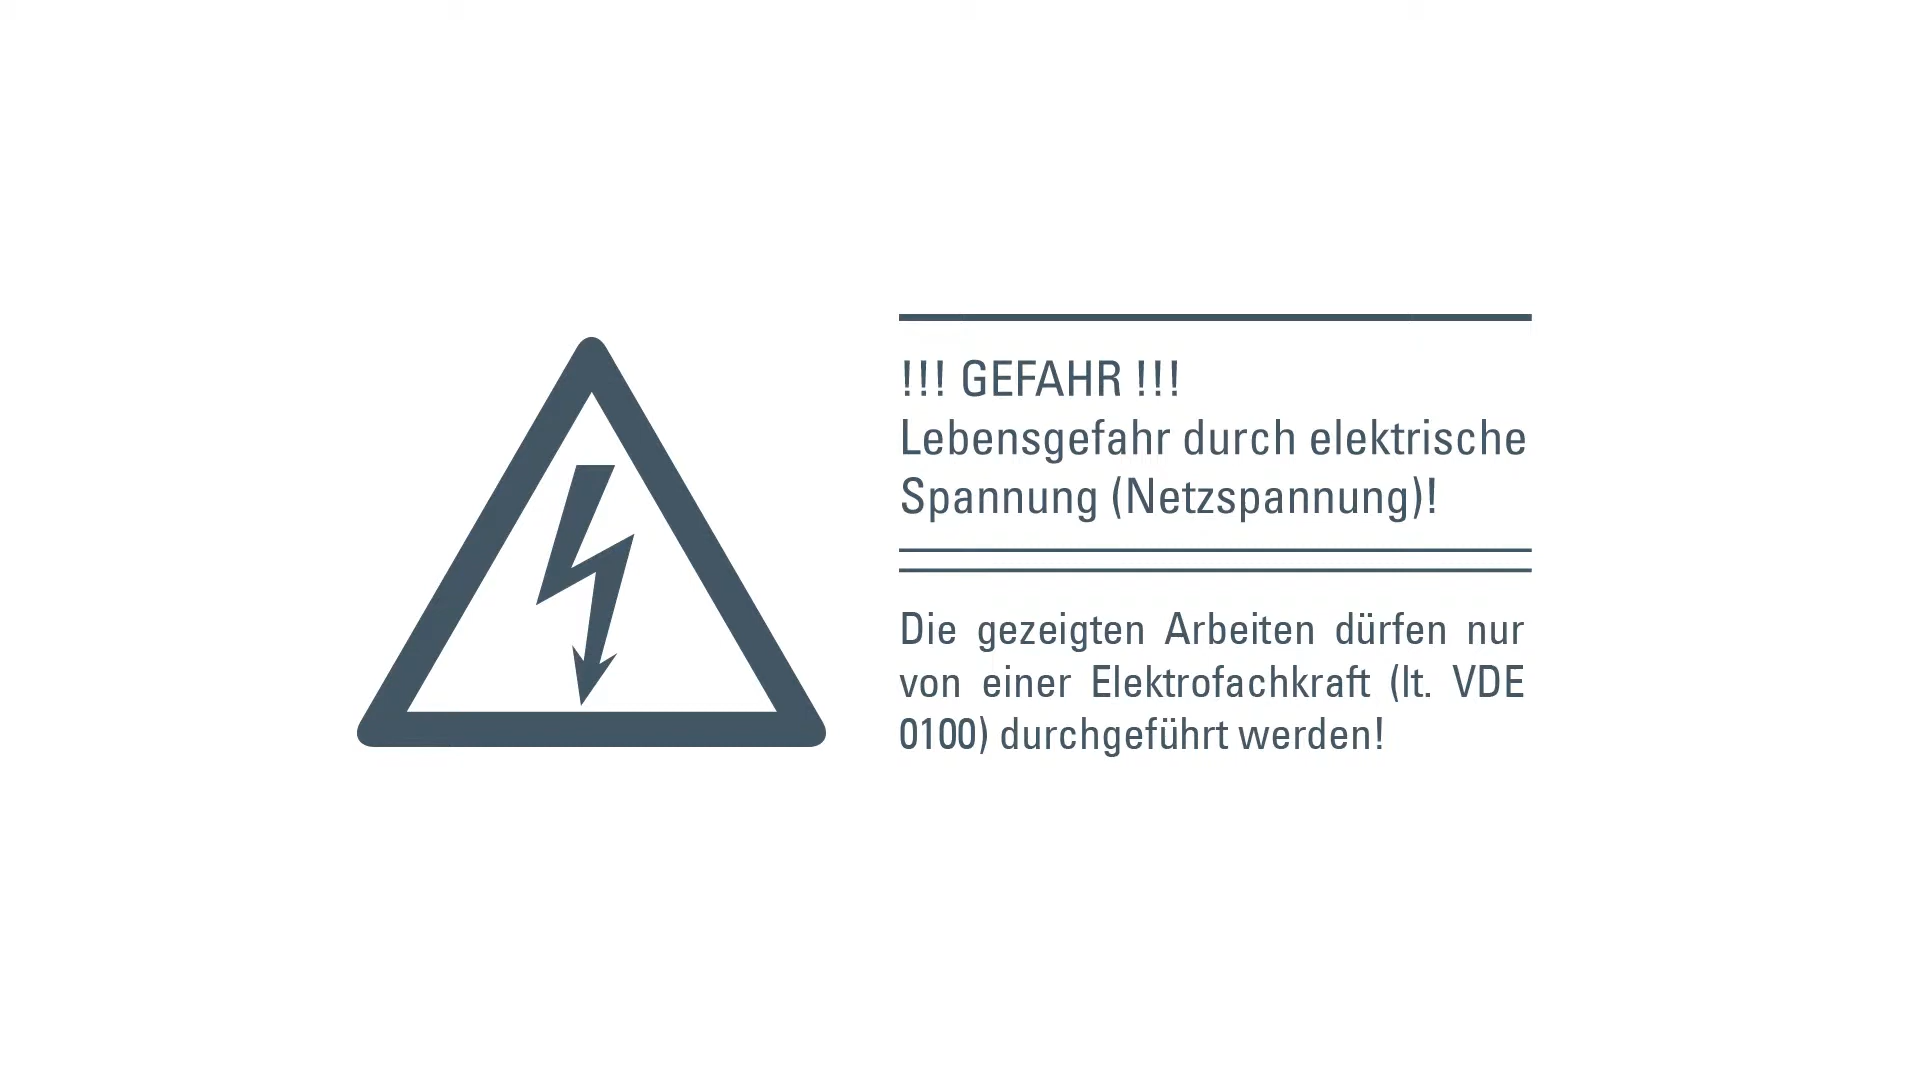 !!! GEFAHR !!!
Lebensgefahr durch elektrische
Spannung (Netzspannung)!
Die gezeigten Arbeiten dürfen nur
von einer Elektrofachkraft (lt. VDE
0100) durchgeführt werden!